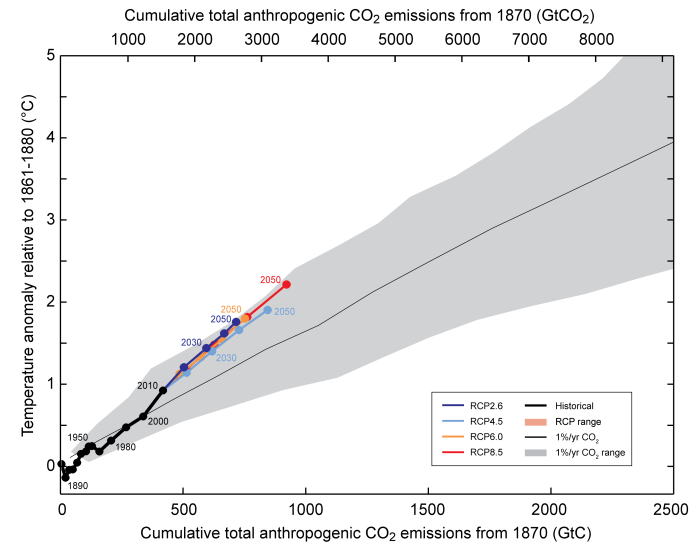 Cumulative total anthropogenic CO2 emissions from 1870 (GtCO2)
1000 2000 3000 4000 5000 6000 7000 8000
Temperature anomaly relative to 1861-1880 (°C)
5
4
3
2
1
0
2050
2050
2050
2050
2030
2030
2010
2000
1950
1980
1890
RCP2.6 Historical
RCP4.5 RCP range
RCP6.0 1%/yr CO2
RCP8.5 1%/yr CO2 range
0 500 1000 1500 2000 2500
Cumulative total anthropogenic CO2 emissions from 1870 (GtC)